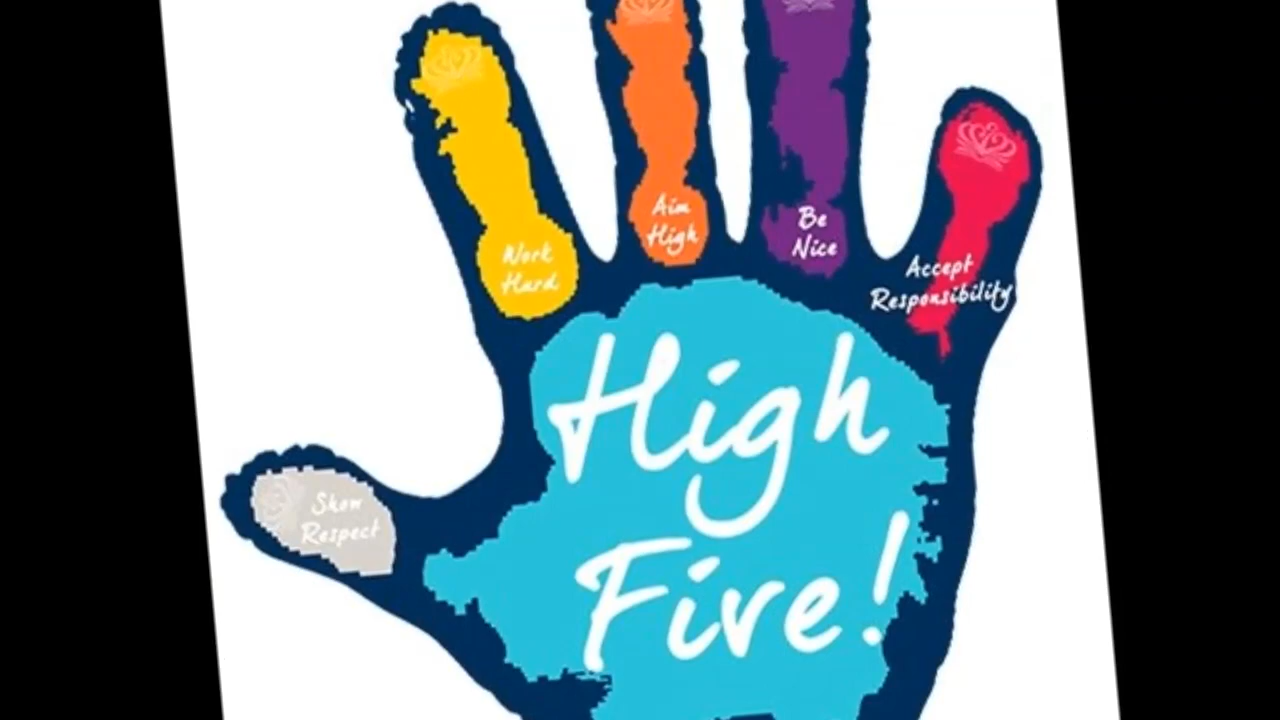 Work
Hard
Aim
High
Be
Nice
Accept
Responsibility
High
Five!
Show
Respect